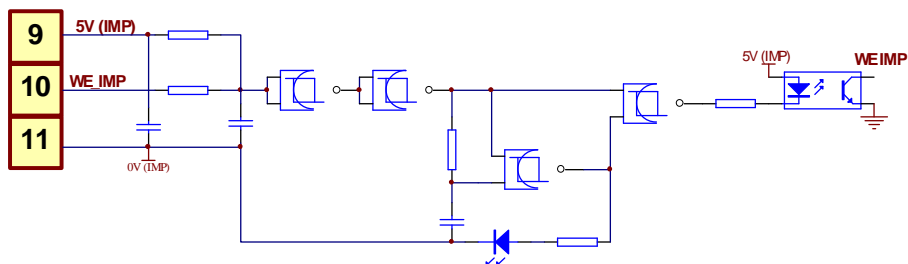 9
5V (IMP)
10
WE_IMP
11
0V (IMP)
5V (IMP)
WEIMP